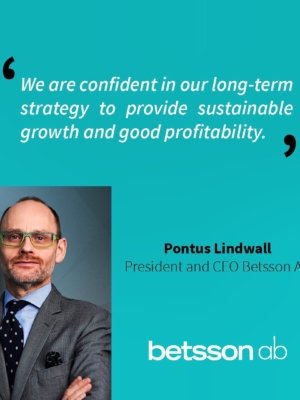 ‘
We are confident in our long-term
strategy to provide sustainable
growth and good profitability.
’
Pontus Lindwall
President and CEO Betsson A
betsson ab